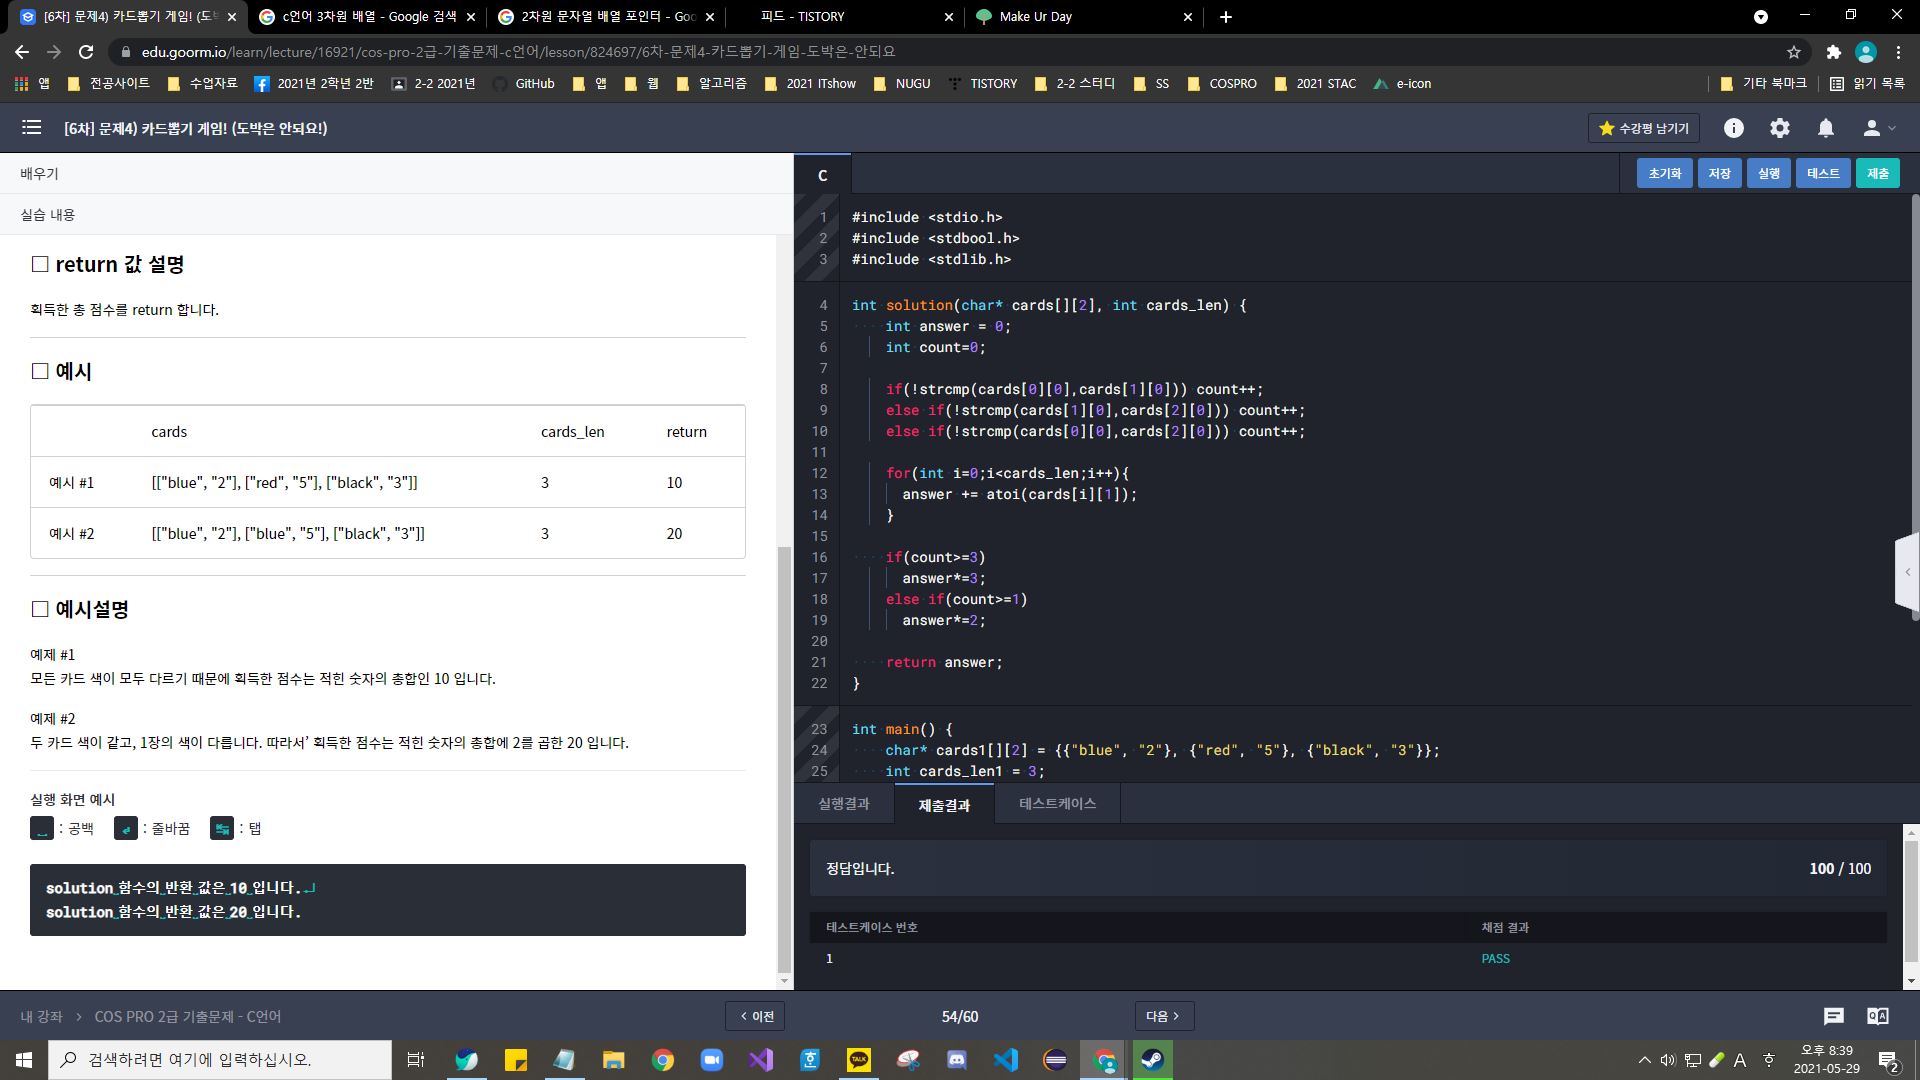 [6차] 문제4) 카드뽑기 게임! (도박
c언어 3차원 배열 - Google 검색
2차원 문자열 배열 포인터 - Goo
피드 - TISTORY
Make Ur Day
edu.goorm.io/learn/lecture/16921/cos-pro-2급-기출문제-c언어/lesson/824697/6차-문제4-카드뽑기-게임-도박은-안되요
앱 전공사이트 수업자료 2021년 2학년 2반 2-2 2021년 GitHub 앱 웹 알고리즘 2021 ITshow NUGU TISTORY 2-2 스터디 SS COSPRO 2021 STAC e-icon 기타 북마크 읽기 목록
[6차] 문제4) 카드뽑기 게임! (도박은 안되요!)
수강평 남기기
배우기
실습 내용
return 값 설명
획득한 총 점수를 return 합니다.
예시
cards cards_len return
예시 #1 [["blue", "2"], ["red", "5"], ["black", "3"]] 3 10
예시 #2 [["blue", "2"], ["blue", "5"], ["black", "3"]] 3 20
예시설명
예제 #1
모든 카드 색이 모두 다르기 때문에 획득한 점수는 적힌 숫자의 총합인 10 입니다.
예제 #2
두 카드 색이 같고, 1장의 색이 다릅니다. 따라서’ 획득한 점수는 적힌 숫자의 총합에 2를 곱한 20 입니다.
실행 화면 예시
: 공백 : 줄바꿈 : 탭
solution 함수의 반환 값은 10 입니다.
solution 함수의 반환 값은 20 입니다.
C
초기화 저장 실행 테스트 제출
1 #include <stdio.h>
2 #include <stdbool.h>
3 #include <stdlib.h>
4 int solution(char* cards[][2], int cards_len) {
5 int answer = 0;
6 int count=0;
7
8 if(!strcmp(cards[0][0],cards[1][0])) count++;
9 else if(!strcmp(cards[1][0],cards[2][0])) count++;
10 else if(!strcmp(cards[0][0],cards[2][0])) count++;
11
12 for(int i=0;i<cards_len;i++){
13 answer += atoi(cards[i][1]);
14 }
15
16 if(count>=3)
17 answer*=3;
18 else if(count>=1)
19 answer*=2;
20
21 return answer;
22 }
23 int main() {
24 char* cards1[][2] = {{"blue", "2"}, {"red", "5"}, {"black", "3"}};
25 int cards_len1 = 3;
실행결과 제출결과 테스트케이스
정답입니다. 100 / 100
테스트케이스 번호 채점 결과
1 PASS
내 강좌 > COS PRO 2급 기출문제 - C언어
< 이전 54/60 다음 >
검색하려면 여기에 입력하십시오.
TALK
A 오후 8:39
2021-05-29
2